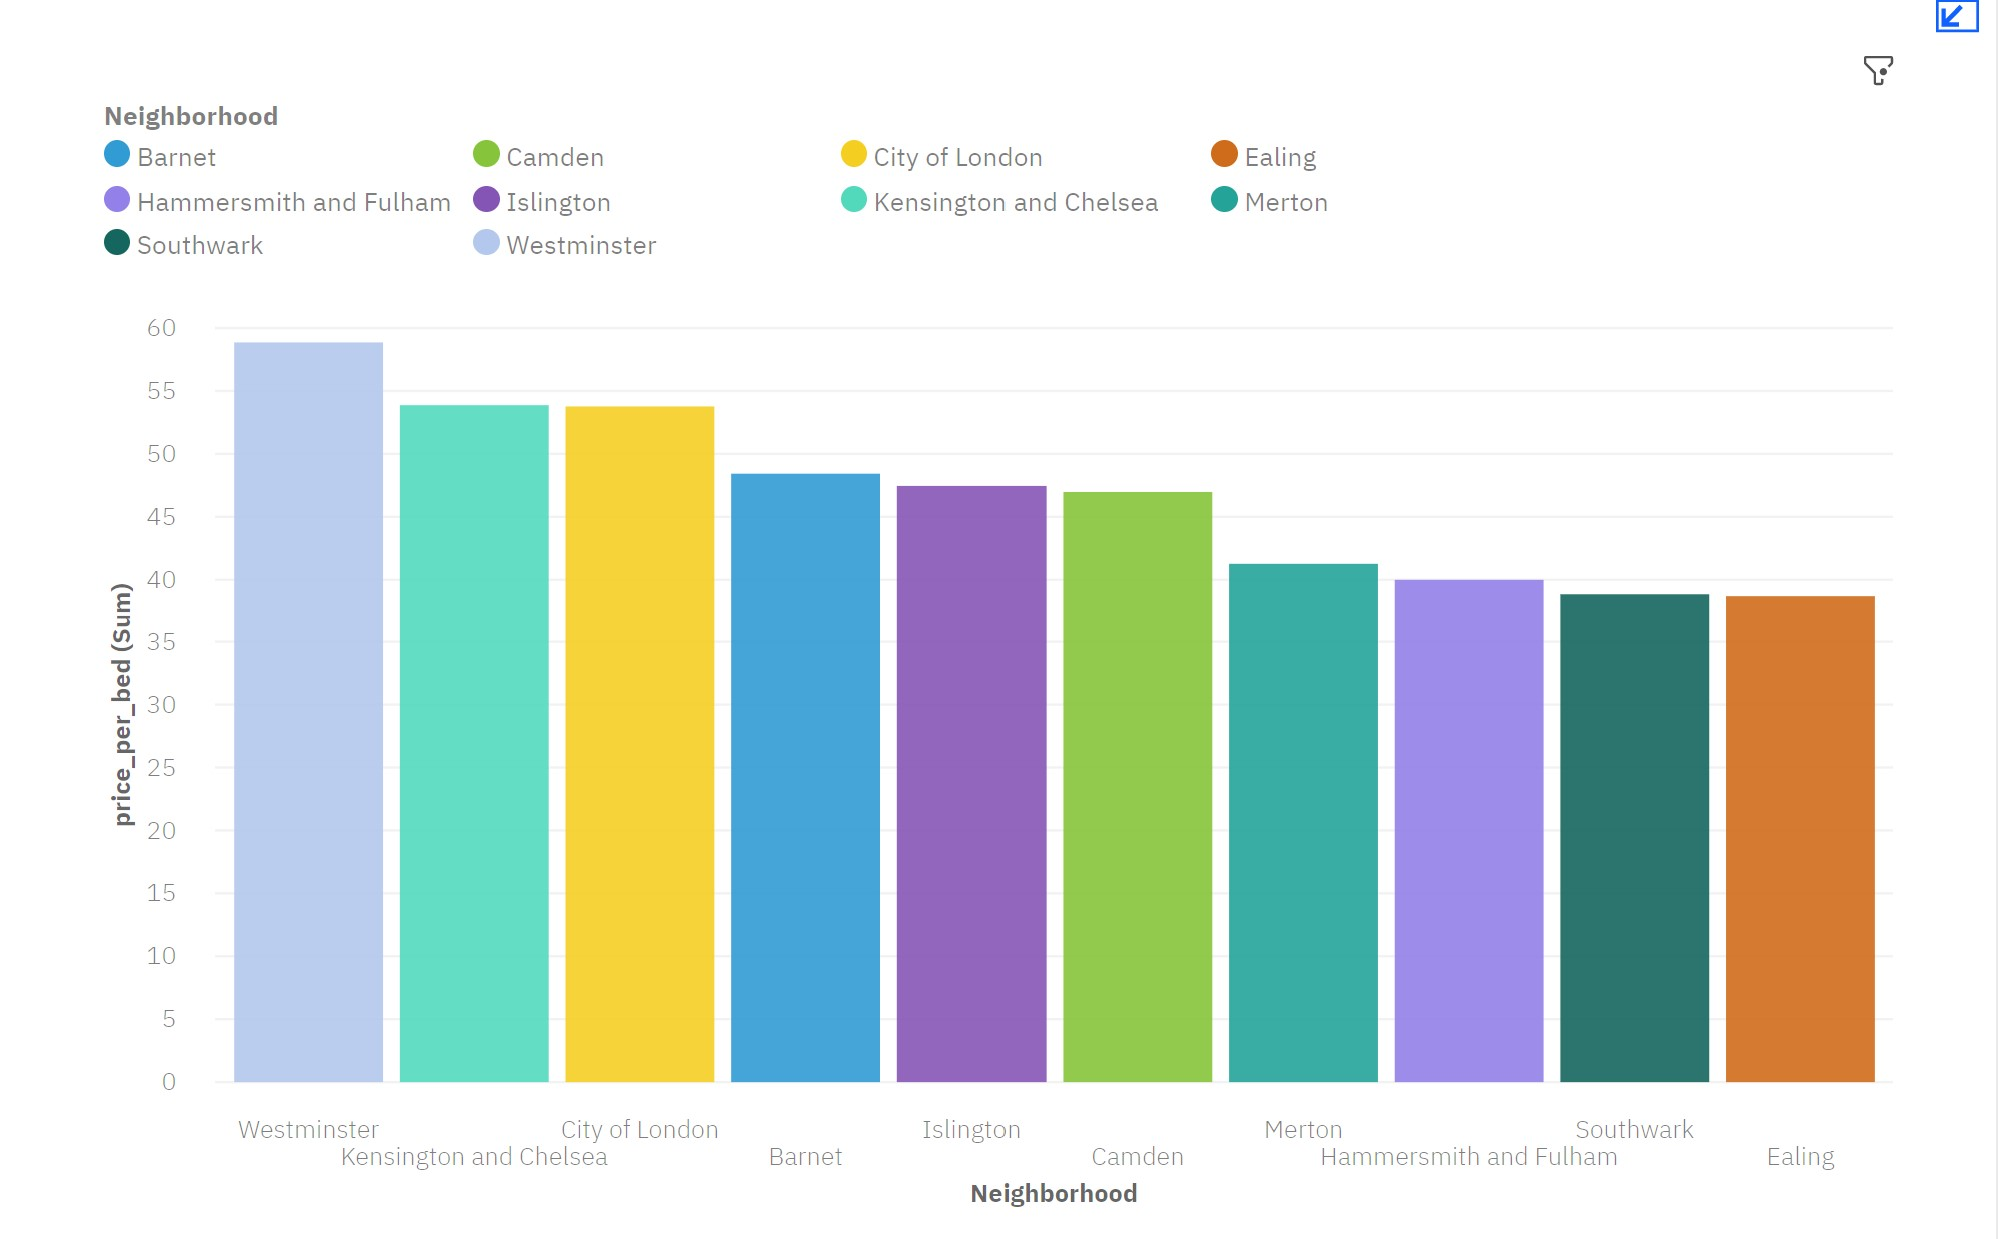 Neighborhood
Barnet Camden City of London Ealing
Hammersmith and Fulham Islington Kensington and Chelsea Merton
Southwark Westminster
60
55
50
45
40
35
30
25
20
15
10
5
0
price_per_bed (Sum)
Westminster City of London Islington Merton Southwark
Kensington and Chelsea Barnet Camden Hammersmith and Fulham Ealing
Neighborhood